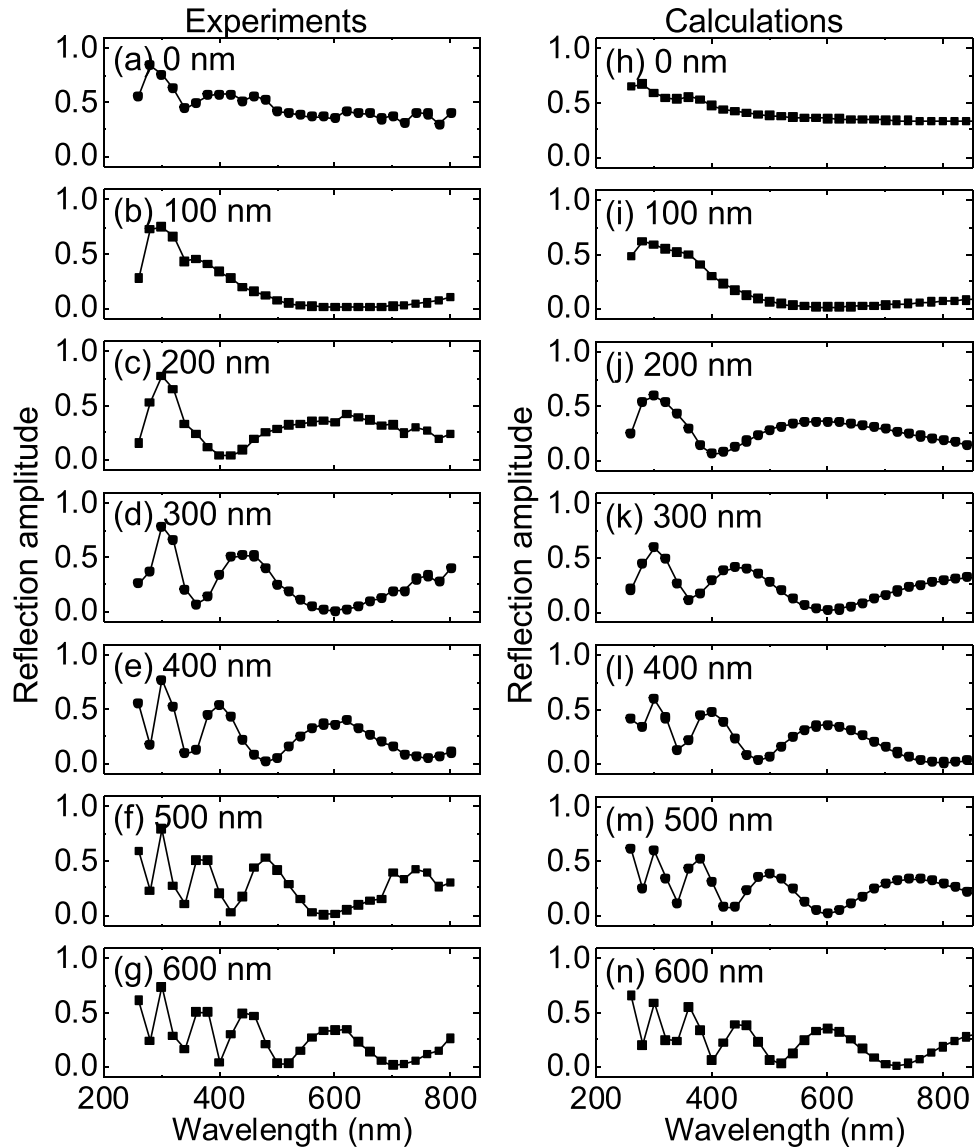 Experiments
Calculations
(a) 0 nm
(h) 0 nm
1.0
0.5
0.0
1.0
0.5
0.0
(b) 100 nm
(i) 100 nm
1.0
0.5
0.0
1.0
0.5
0.0
(c) 200 nm
(j) 200 nm
1.0
0.5
0.0
1.0
0.5
0.0
(d) 300 nm
(k) 300 nm
1.0
0.5
0.0
1.0
0.5
0.0
(e) 400 nm
(l) 400 nm
1.0
0.5
0.0
1.0
0.5
0.0
(f) 500 nm
(m) 500 nm
1.0
0.5
0.0
1.0
0.5
0.0
(g) 600 nm
(n) 600 nm
1.0
0.5
0.0
1.0
0.5
0.0
Reflection amplitude
Reflection amplitude
200 400 600 800
200 400 600 800
Wavelength (nm)
Wavelength (nm)